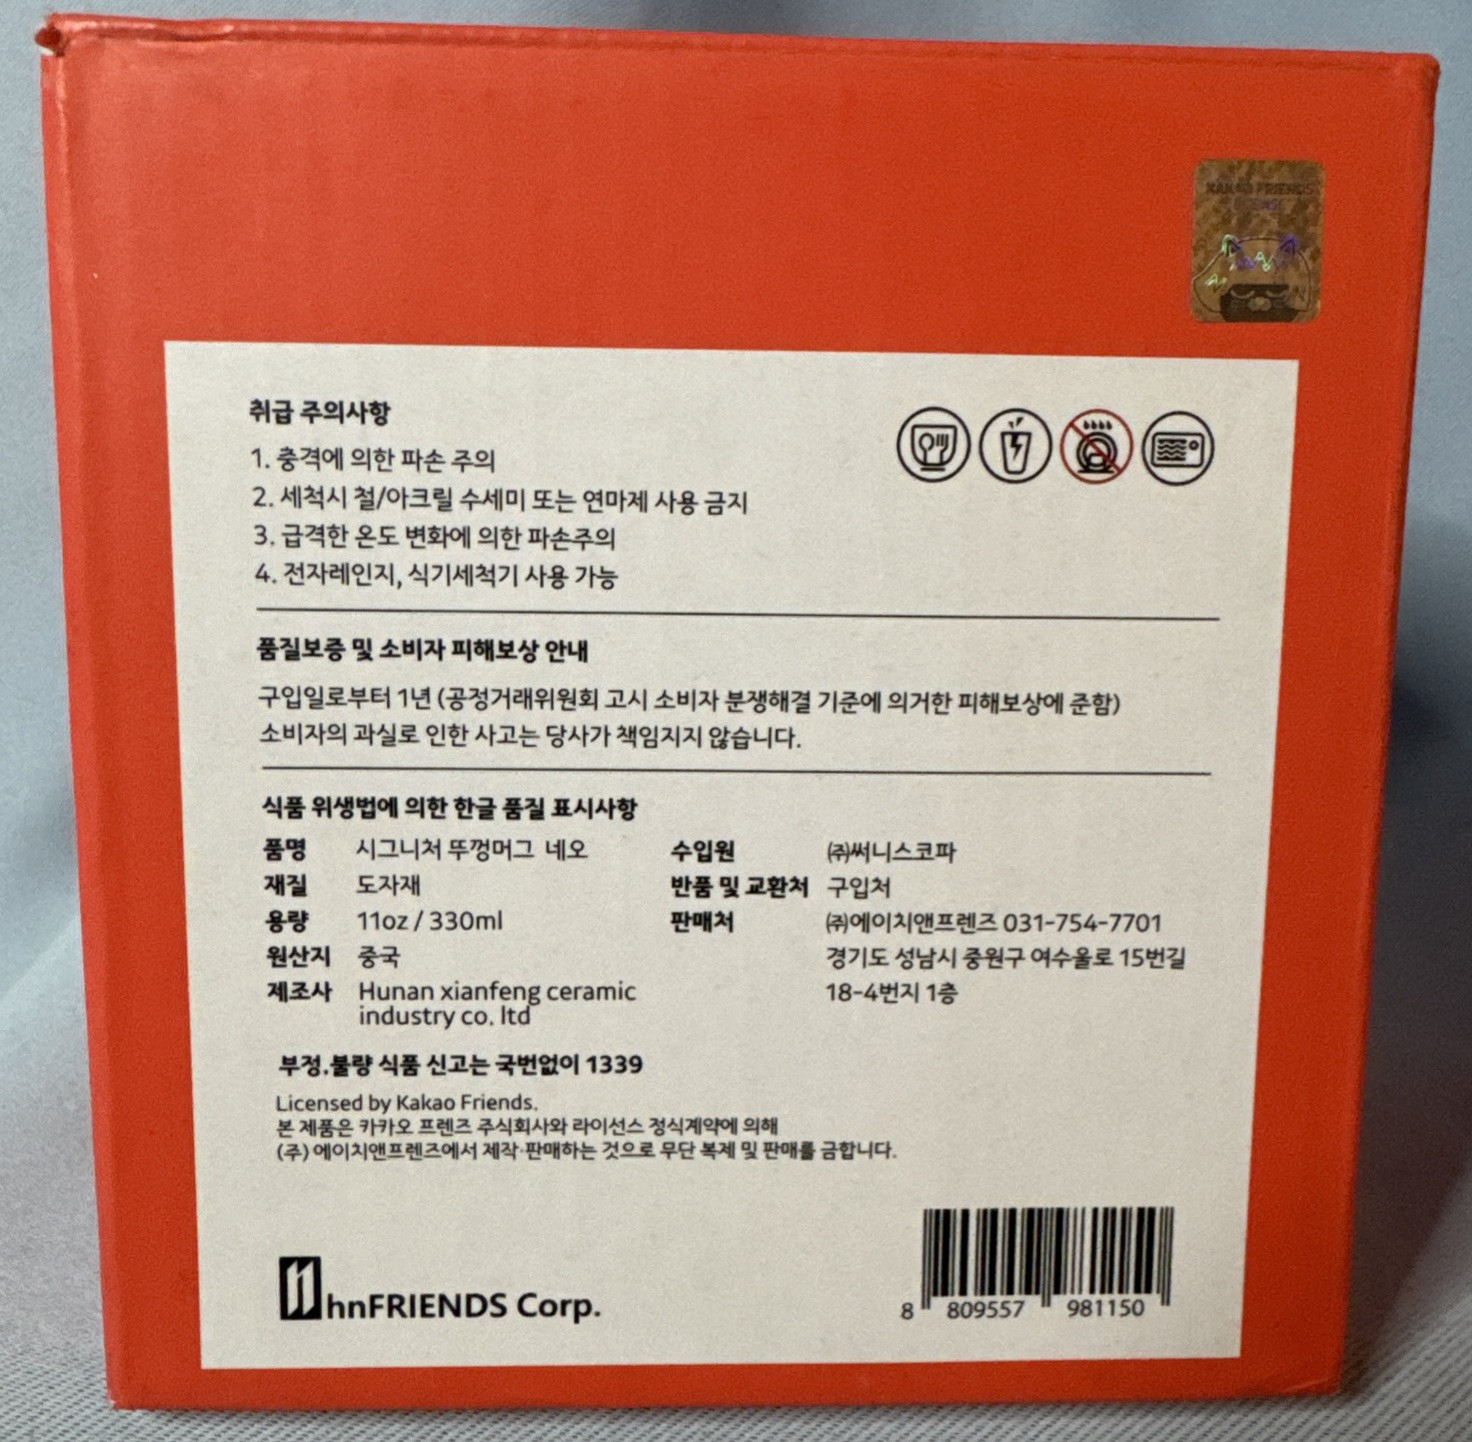 KAKAO FRIENDS
취급 주의사항
1. 충격에 의한 파손 주의
2. 세척시 철/아크릴 수세미 또는 연마제 사용 금지
3. 급격한 온도 변화에 의한 파손주의
4. 전자레인지, 식기세척기 사용 가능
품질보증 및 소비자 피해보상 안내
구입일로부터 1년 (공정거래위원회 고시 소비자 분쟁해결 기준에 의거한 피해보상에 준함)
소비자의 과실로 인한 사고는 당사가 책임지지 않습니다.
식품 위생법에 의한 한글 품질 표시사항
품명 시그니처 뚜껑머그 네오
재질 도자재
용량 11oz / 330ml
원산지 중국
제조사 Hunan xianfeng ceramic
industry co. ltd
수입원 ㈜써니스코파
반품 및 교환처 구입처
판매처 ㈜에이치앤프렌즈 031-754-7701
경기도 성남시 중원구 여수울로 15번길
18-4번지 1층
부정.불량 식품 신고는 국번없이 1339
Licensed by Kakao Friends.
본 제품은 카카오 프렌즈 주식회사와 라이선스 정식계약에 의해
(주) 에이치앤프렌즈에서 제작·판매하는 것으로 무단 복제 및 판매를 금합니다.
hnFRIENDS Corp.
8 809557 981150